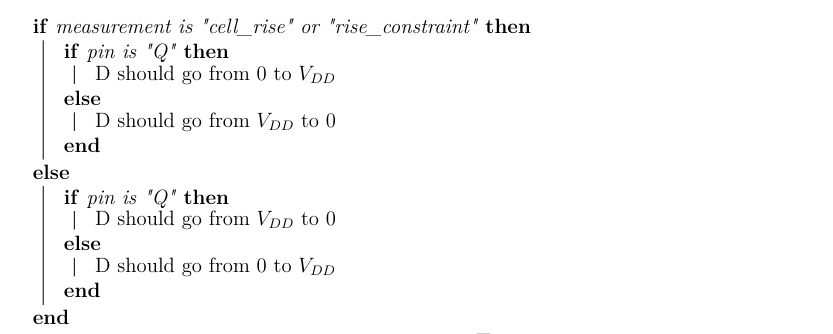 if measurement is "cell_rise" or "rise_constraint" then
if pin is "Q" then
D should go from 0 to V_DD
else
D should go from V_DD to 0
end
else
if pin is "Q" then
D should go from V_DD to 0
else
D should go from 0 to V_DD
end
end